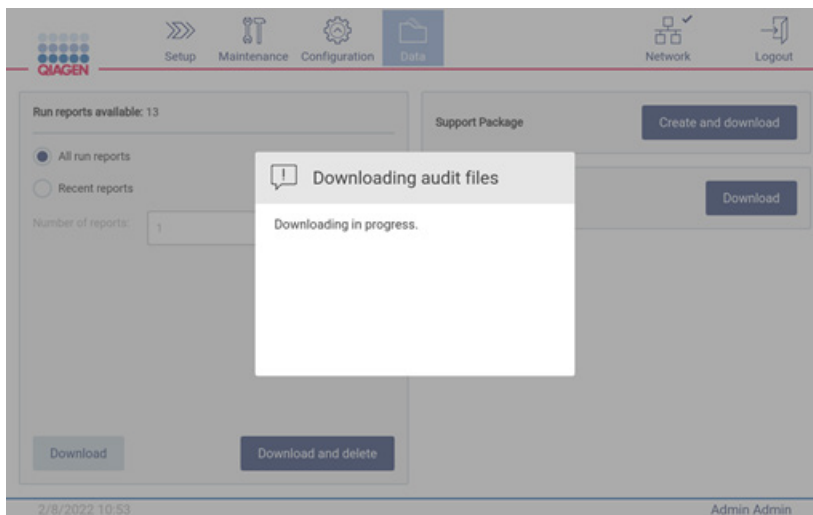 QIAGEN
Setup
Maintenance
Configuration
Data
Network
Logout
Run reports available: 13
All run reports
Recent reports
Number of reports:
1
Download
Download and delete
Support Package
Create and download
Download
Downloading audit files
Downloading in progress.
2/8/2022 10:53
Admin Admin